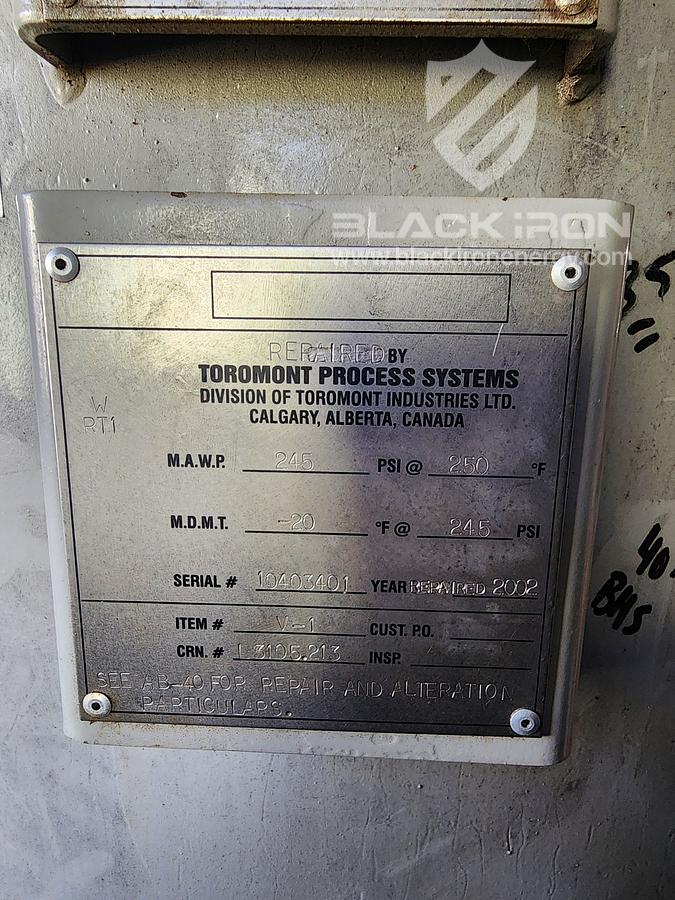 BLACK IRON
www.blackironenergy.com
REPAIRED BY
TOROMONT PROCESS SYSTEMS
DIVISION OF TOROMONT INDUSTRIES LTD.
CALGARY, ALBERTA, CANADA
W
RT1
M.A.W.P. 245 PSI @ 250 °F
M.D.M.T. -20 °F @ 245 PSI
SERIAL # 10403401 YEAR REPAIRED 2002
ITEM # V-1 CUST. P.O.
CRN. # L3105.213 INSP.
SEE AB-40 FOR REPAIR AND ALTERATION
PARTICULARS.